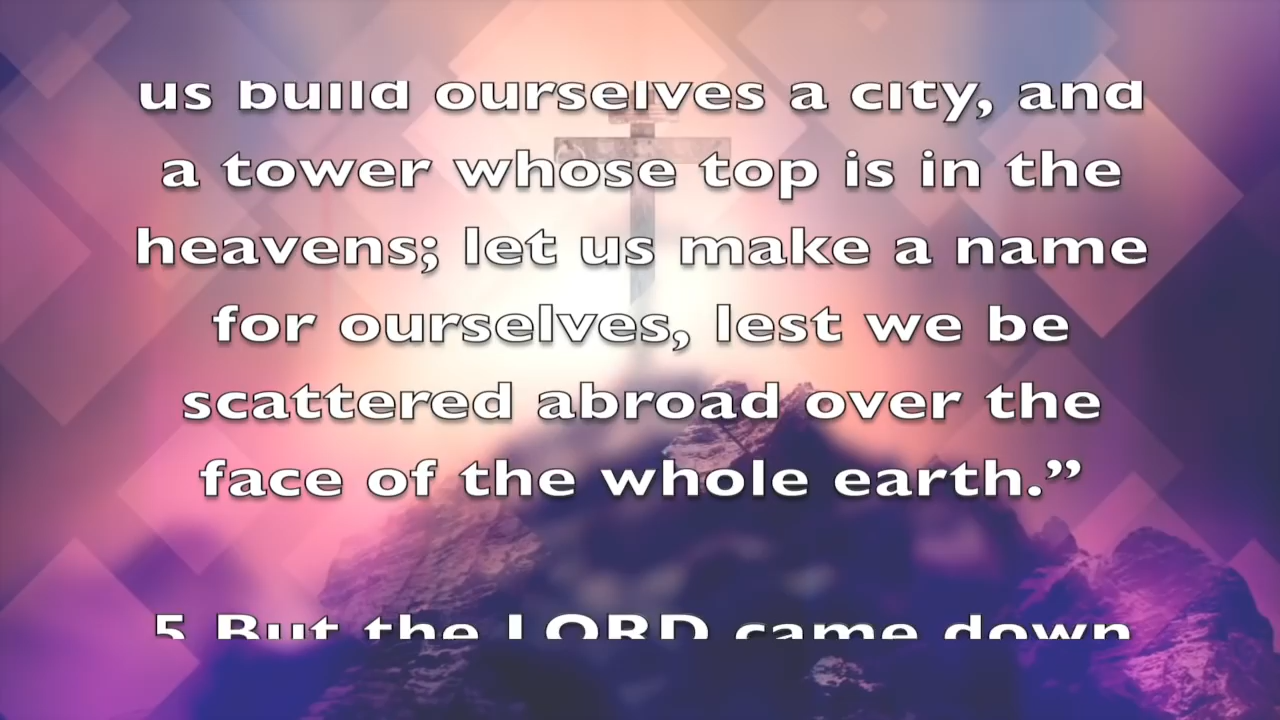 us build ourselves a city, and
a tower whose top is in the
heavens; let us make a name
for ourselves, lest we be
scattered abroad over the
face of the whole earth.”
5 But the LORD came down